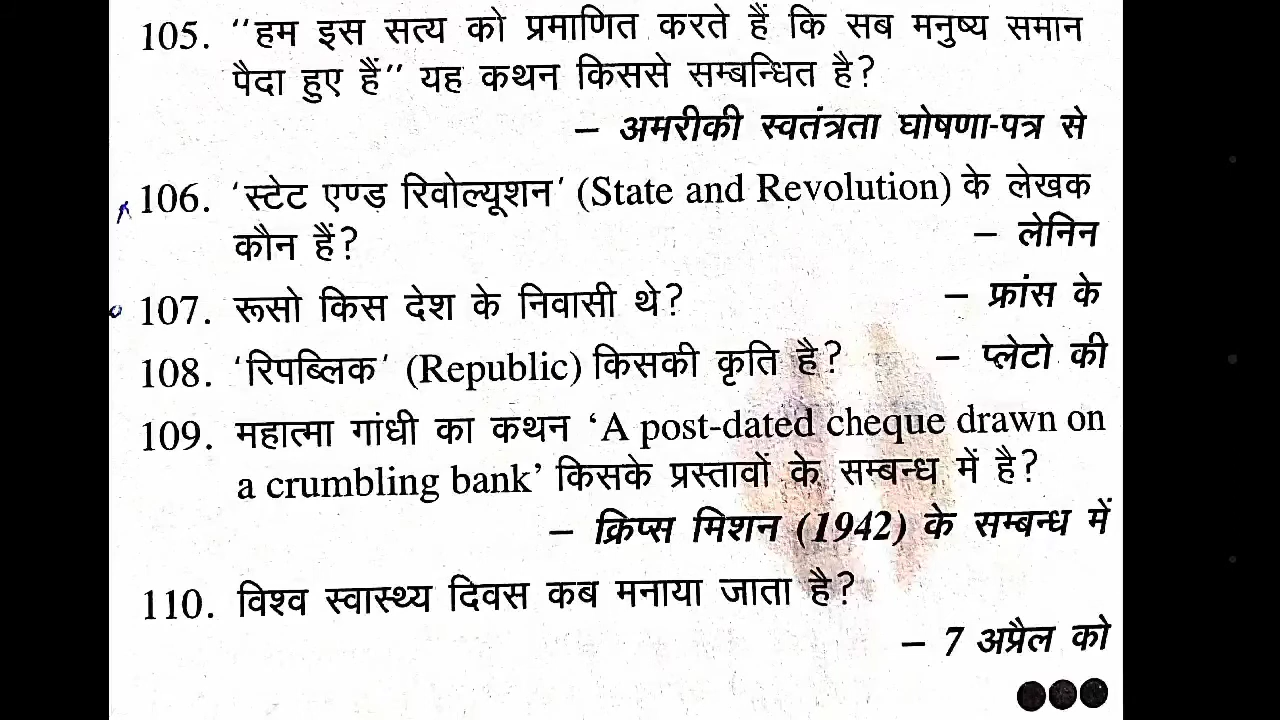 105. “हम इस सत्य को प्रमाणित करते हैं कि सब मनुष्य समान
पैदा हुए हैं” यह कथन किससे सम्बन्धित है?
– अमरीकी स्वतंत्रता घोषणा-पत्र से
106. ‘स्टेट एण्ड रिवोल्यूशन’ (State and Revolution) के लेखक
कौन हैं? – लेनिन
107. रूसो किस देश के निवासी थे? – फ्रांस के
108. ‘रिपब्लिक’ (Republic) किसकी कृति है? – प्लेटो की
109. महात्मा गांधी का कथन ‘A post-dated cheque drawn on
a crumbling bank’ किसके प्रस्तावों के सम्बन्ध में है?
– क्रिप्स मिशन (1942) के सम्बन्ध में
110. विश्व स्वास्थ्य दिवस कब मनाया जाता है?
– 7 अप्रैल को